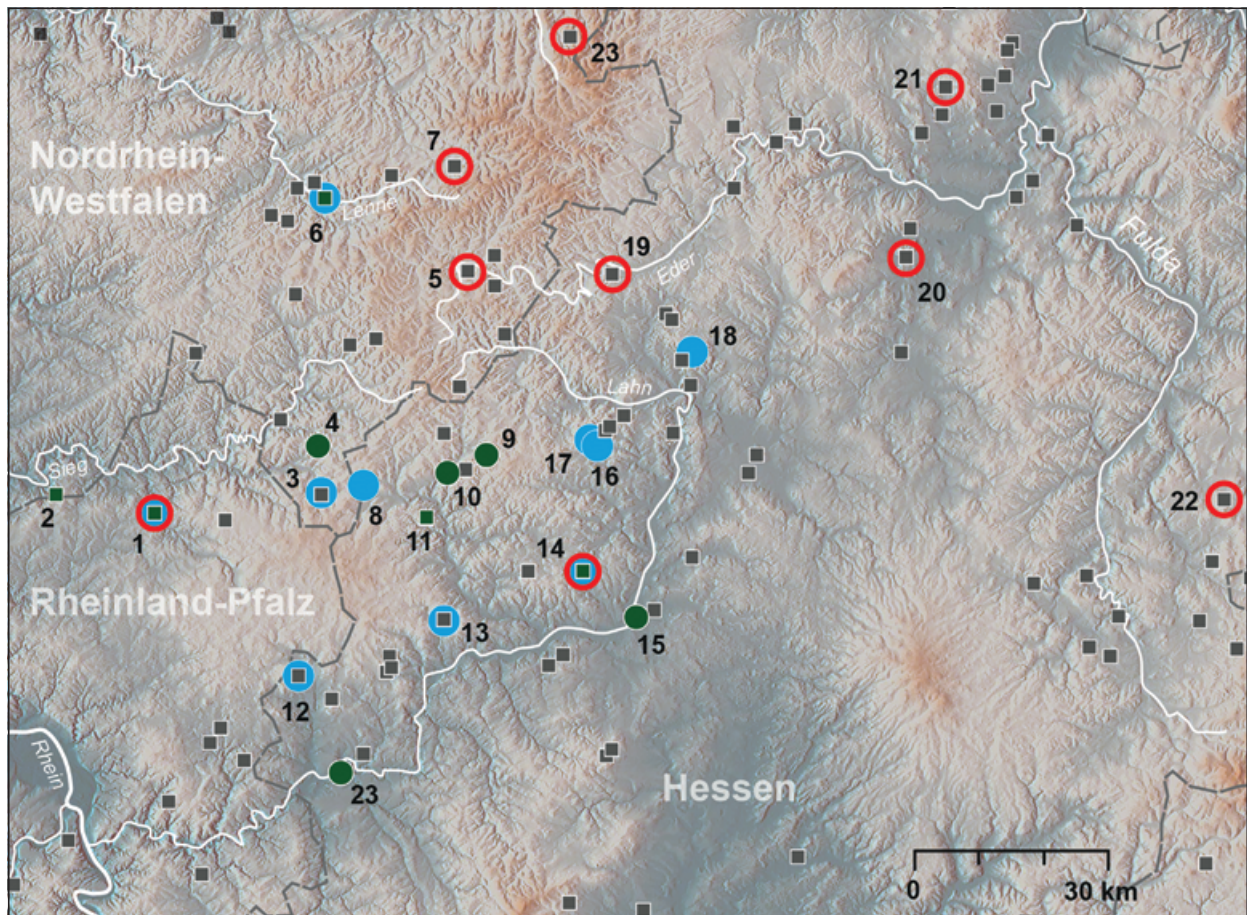 23
21
7
Nordrhein-
Westfalen
Lenne
6
Fulda
19
5
Eder
20
18
Lahn
4
9
Sieg
3
17
16
10
8
2
22
11
1
14
Rheinland-Pfalz
13
15
12
Rhein
23
Hessen
0
30 km